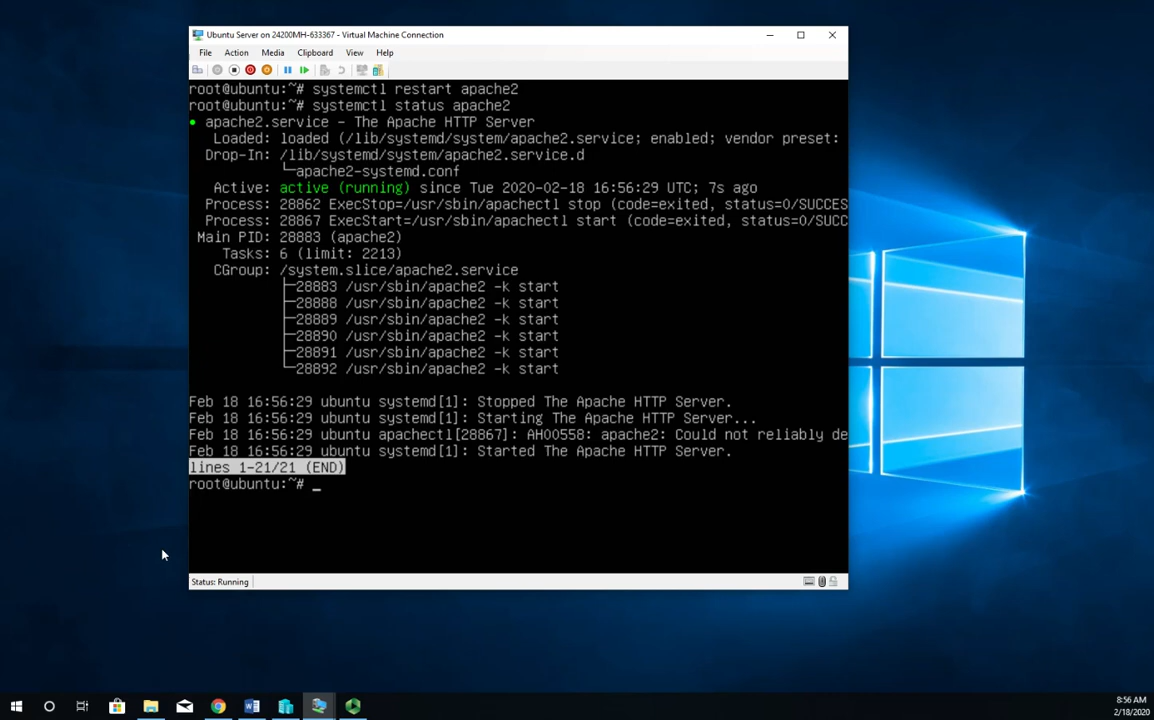 Ubuntu Server on 24200MH-633367 - Virtual Machine Connection
File Action Media Clipboard View Help
root@ubuntu:~# systemctl restart apache2
root@ubuntu:~# systemctl status apache2
● apache2.service - The Apache HTTP Server
Loaded: loaded (/lib/systemd/system/apache2.service; enabled; vendor preset:
Drop-In: /lib/systemd/system/apache2.service.d
└─apache2-systemd.conf
Active: active (running) since Tue 2020-02-18 16:56:29 UTC; 7s ago
Process: 28862 ExecStop=/usr/sbin/apachectl stop (code=exited, status=0/SUCCES
Process: 28867 ExecStart=/usr/sbin/apachectl start (code=exited, status=0/SUCC
Main PID: 28883 (apache2)
Tasks: 6 (limit: 2213)
CGroup: /system.slice/apache2.service
├─28883 /usr/sbin/apache2 -k start
├─28888 /usr/sbin/apache2 -k start
├─28889 /usr/sbin/apache2 -k start
├─28890 /usr/sbin/apache2 -k start
├─28891 /usr/sbin/apache2 -k start
└─28892 /usr/sbin/apache2 -k start
Feb 18 16:56:29 ubuntu systemd[1]: Stopped The Apache HTTP Server.
Feb 18 16:56:29 ubuntu systemd[1]: Starting The Apache HTTP Server...
Feb 18 16:56:29 ubuntu apachectl[28867]: AH00558: apache2: Could not reliably de
Feb 18 16:56:29 ubuntu systemd[1]: Started The Apache HTTP Server.
lines 1-21/21 (END)
root@ubuntu:~# _
Status: Running
8:56 AM
2/18/2020